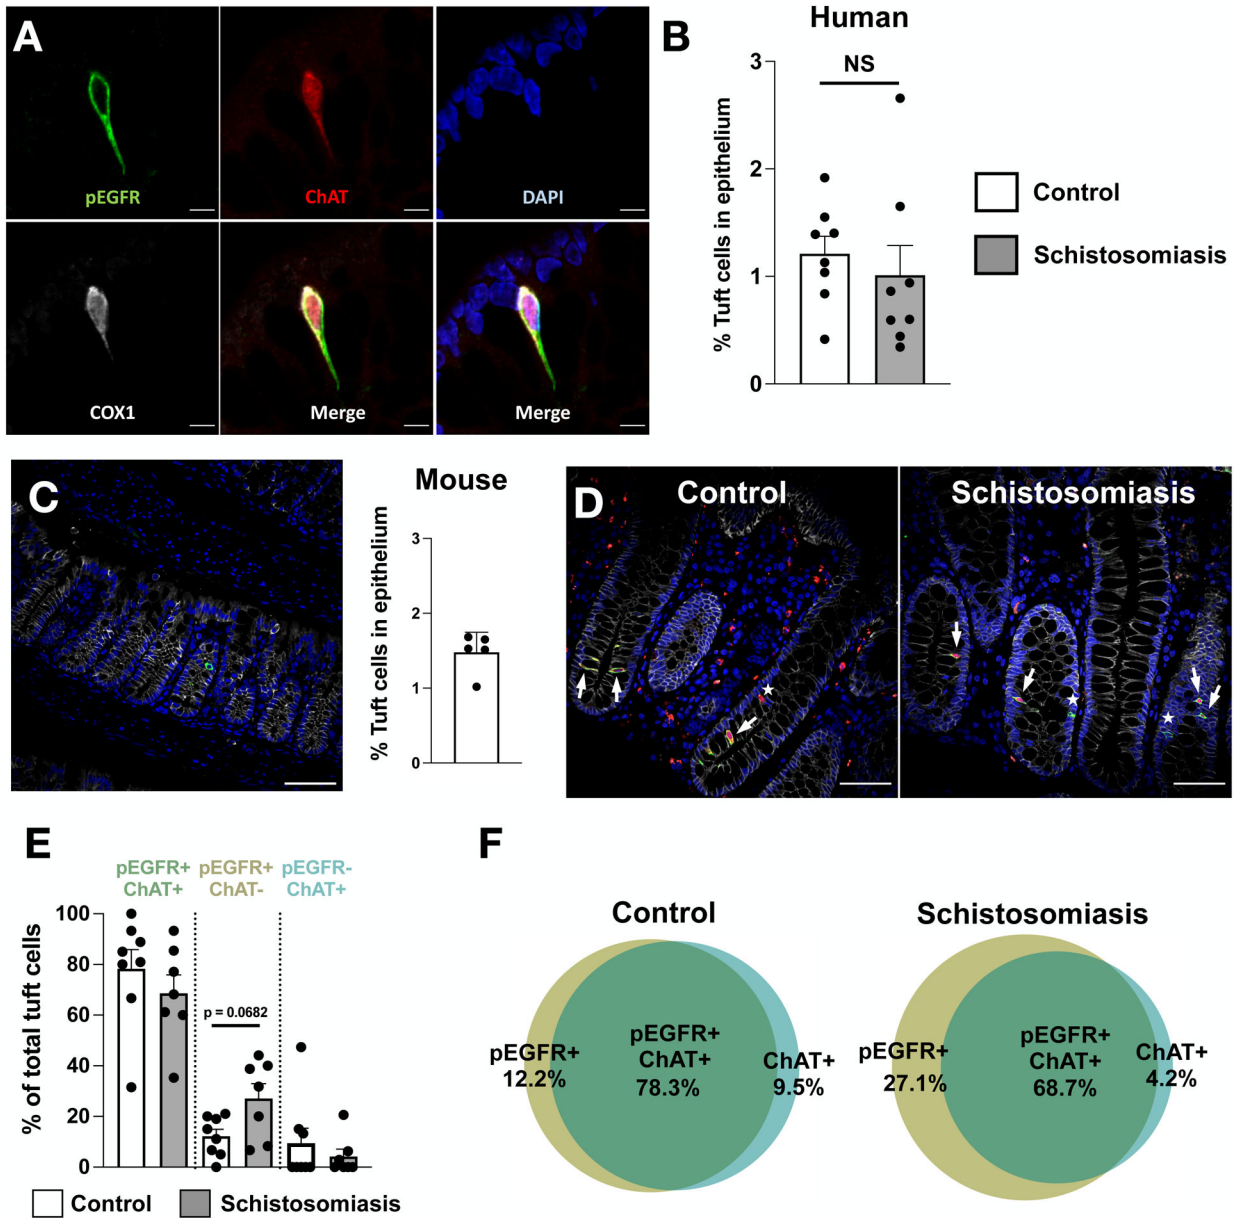 A
pEGFR
ChAT
DAPI
COX1
Merge
Merge
B
Human
NS
% Tuft cells in epithelium
3
2
1
0
Control
Schistosomiasis
C
Mouse
% Tuft cells in epithelium
3
2
1
0
D
Control
Schistosomiasis
E
pEGFR+ pEGFR+ pEGFR-
ChAT+ ChAT- ChAT+
% of total tuft cells
100
80
60
40
20
0
p = 0.0682
Control
Schistosomiasis
F
Control
pEGFR+
12.2%
pEGFR+
ChAT+
78.3%
ChAT+
9.5%
Schistosomiasis
pEGFR+
27.1%
pEGFR+
ChAT+
68.7%
ChAT+
4.2%